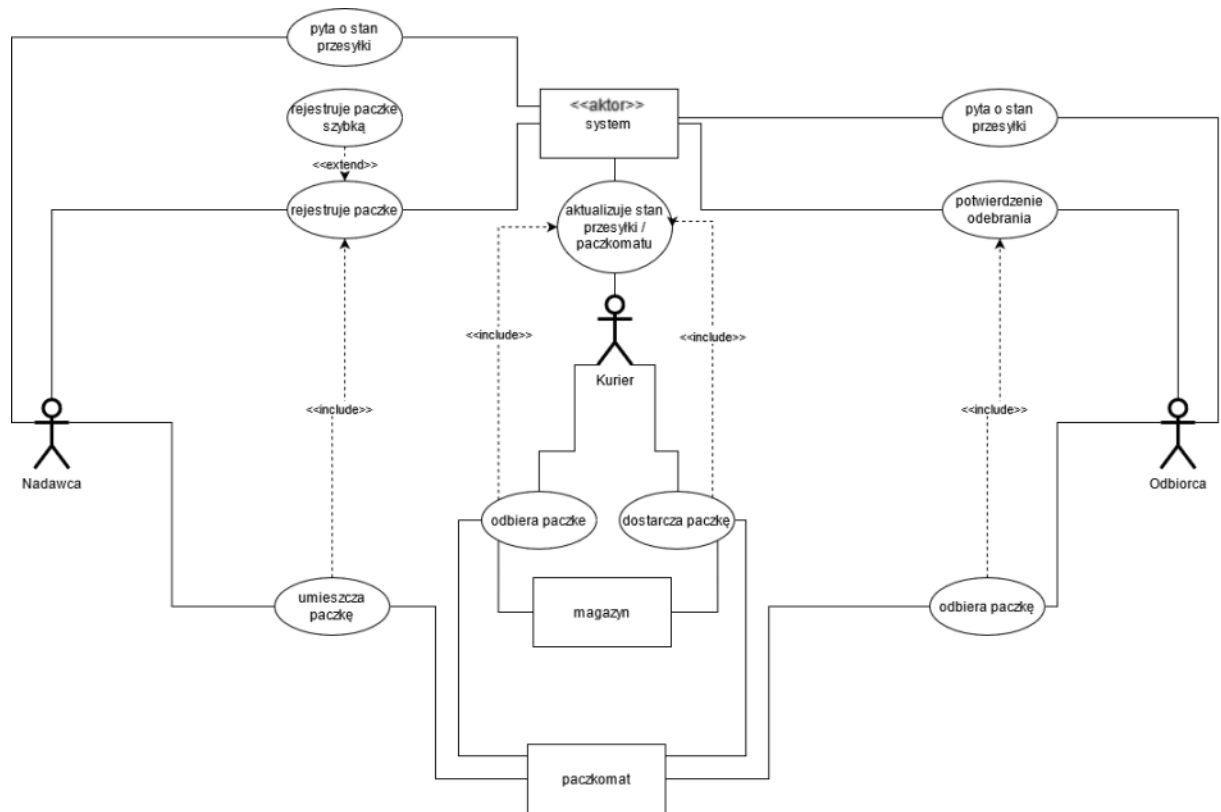 pyta o stan
przesyłki
rejestruje paczke
szybką
<<extend>>
rejestruje paczke
<<aktor>>
system
pyta o stan
przesyłki
aktualizuje stan
przesyłki /
paczkomatu
potwierdzenie
odebrania
<<include>>
<<include>>
Kurier
<<include>>
<<include>>
Nadawca
Odbiorca
odbiera paczke
dostarcza paczkę
umieszcza
paczkę
magazyn
odbiera paczkę
paczkomat